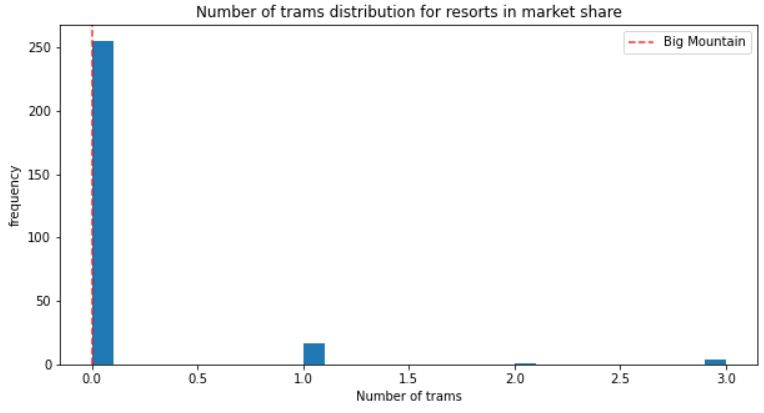 Number of trams distribution for resorts in market share
Big Mountain
250
200
150
100
50
0
frequency
0.0 0.5 1.0 1.5 2.0 2.5 3.0
Number of trams